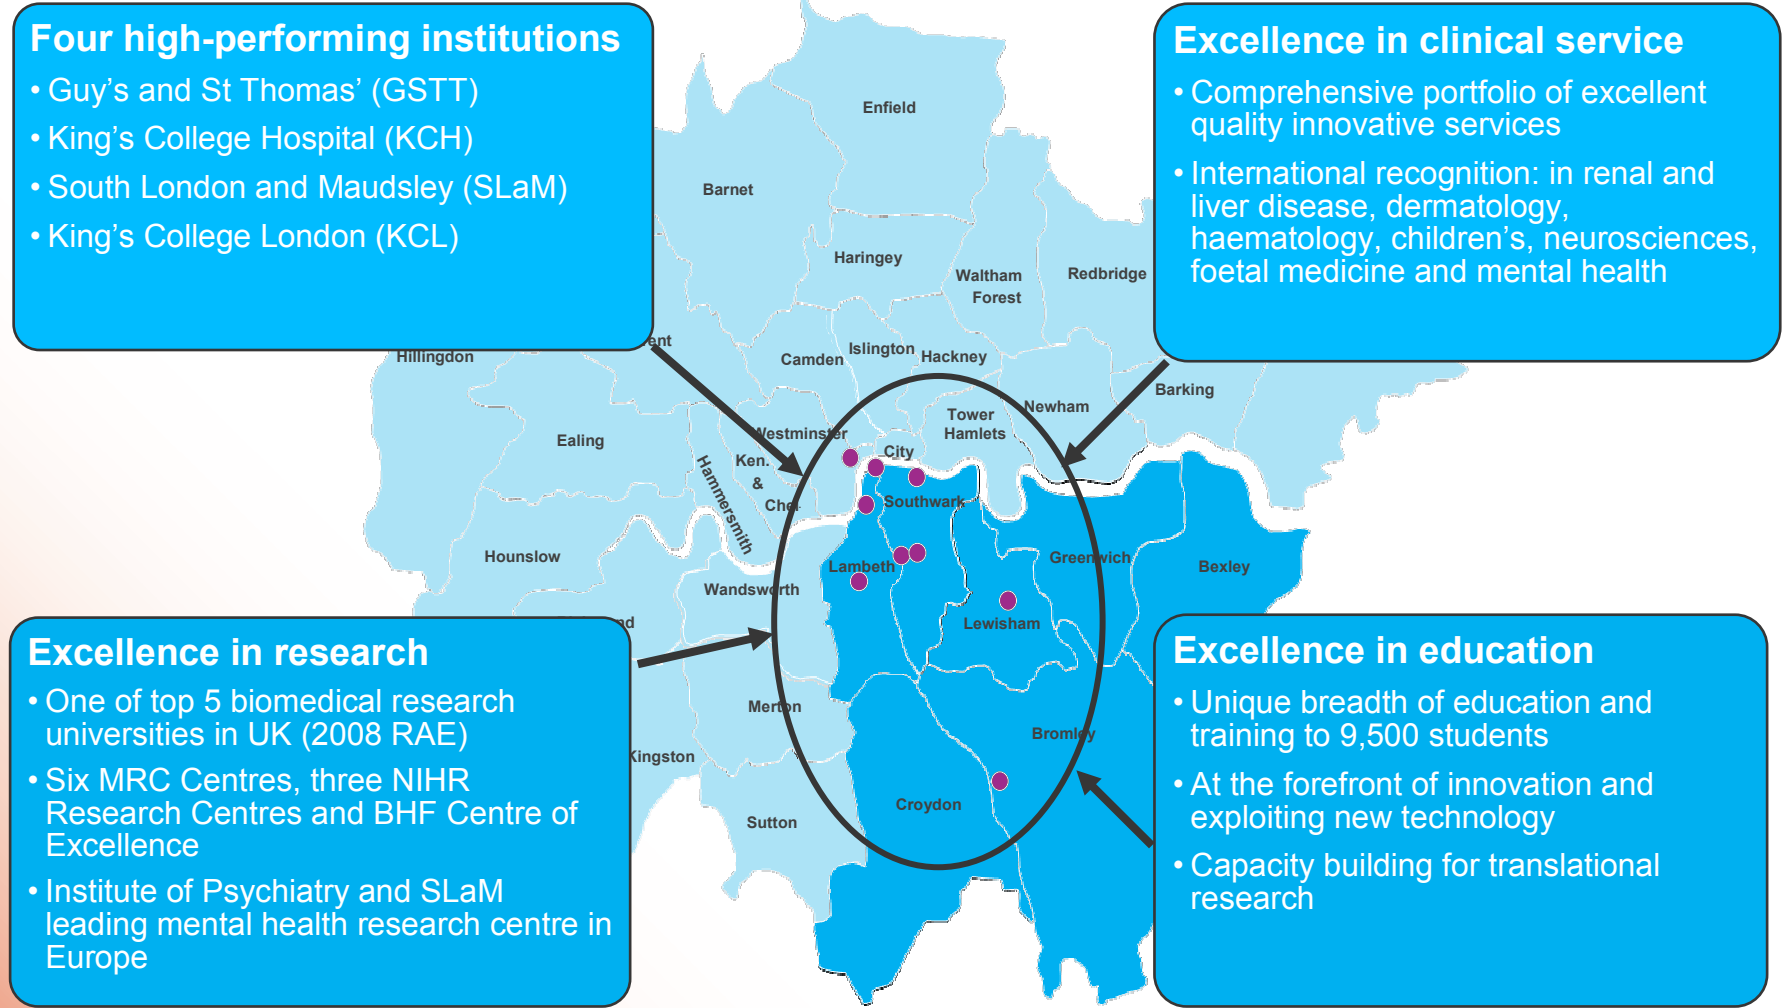 Four high-performing institutions
• Guy's and St Thomas' (GSTT)
• King's College Hospital (KCH)
• South London and Maudsley (SLaM)
• King's College London (KCL)
Excellence in clinical service
• Comprehensive portfolio of excellent
quality innovative services
• International recognition: in renal and
liver disease, dermatology,
haematology, children's, neurosciences,
foetal medicine and mental health
Enfield
Barnet
Haringey
Waltham
Forest
Redbridge
Hillingdon
Camden
Islington
Hackney
Barking
Newham
Tower
Hamlets
Ealing
Westminster
City
Ken.
&
Chel
Hammersmith
Southwark
Hounslow
Lambeth
Greenwich
Bexley
Wandsworth
Lewisham
Merton
Bromley
Kingston
Croydon
Sutton
Excellence in research
• One of top 5 biomedical research
universities in UK (2008 RAE)
• Six MRC Centres, three NIHR
Research Centres and BHF Centre of
Excellence
• Institute of Psychiatry and SLaM
leading mental health research centre in
Europe
Excellence in education
• Unique breadth of education and
training to 9,500 students
• At the forefront of innovation and
exploiting new technology
• Capacity building for translational
research